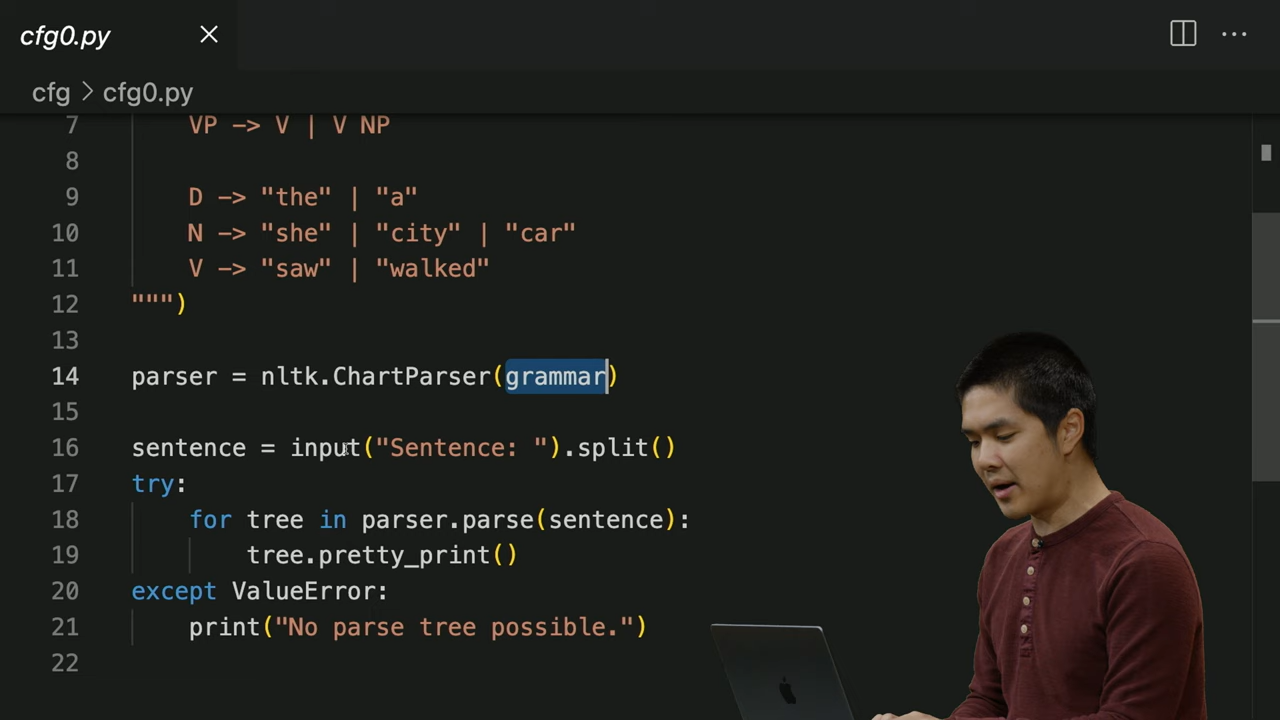 cfg0.py
cfg > cfg0.py
7 VP -> V | V NP
8
9 D -> "the" | "a"
10 N -> "she" | "city" | "car"
11 V -> "saw" | "walked"
12 """)
13
14 parser = nltk.ChartParser(grammar)
15
16 sentence = input("Sentence: ").split()
17 try:
18 for tree in parser.parse(sentence):
19 tree.pretty_print()
20 except ValueError:
21 print("No parse tree possible.")
22